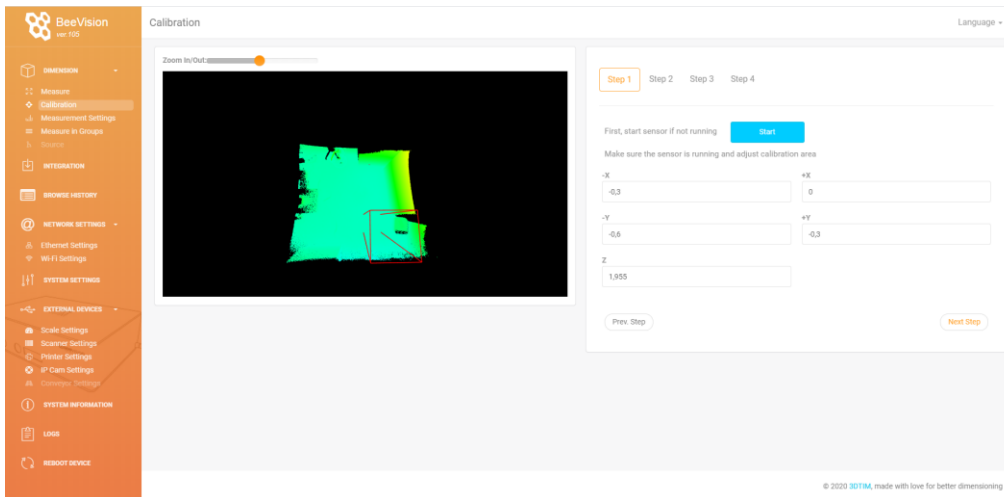 BeeVision
ver.105
DIMENSION
Measure
Calibration
Measurement Settings
Measure in Groups
Source
INTEGRATION
BROWSE HISTORY
NETWORK SETTINGS
Ethernet Settings
Wi-Fi Settings
SYSTEM SETTINGS
EXTERNAL DEVICES
Scale Settings
Scanner Settings
Printer Settings
IP Cam Settings
Conveyor Settings
SYSTEM INFORMATION
LOGS
REBOOT DEVICE
Calibration
Language
Zoom In/Out:
Step 1 Step 2 Step 3 Step 4
First, start sensor if not running Start
Make sure the sensor is running and adjust calibration area
-X +X
-0,3 0
-Y +Y
-0,6 -0,3
Z
1,955
Prev. Step Next Step
© 2020 3DTIM, made with love for better dimensioning